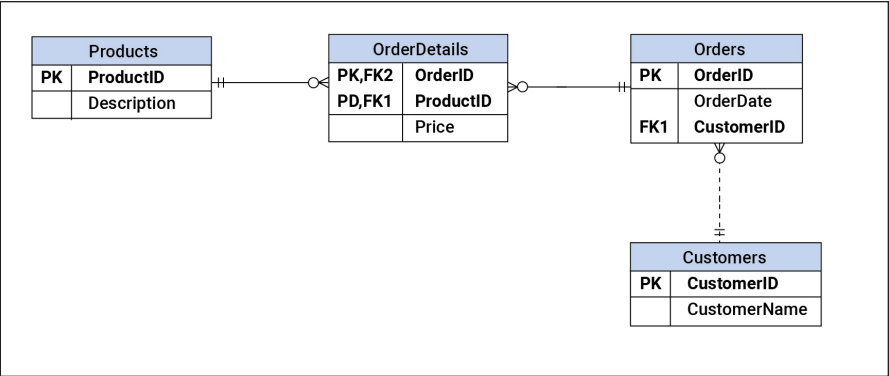 Products
PK ProductID
Description
OrderDetails
PK,FK2 OrderID
PD,FK1 ProductID
Price
Orders
PK OrderID
OrderDate
FK1 CustomerID
Customers
PK CustomerID
CustomerName